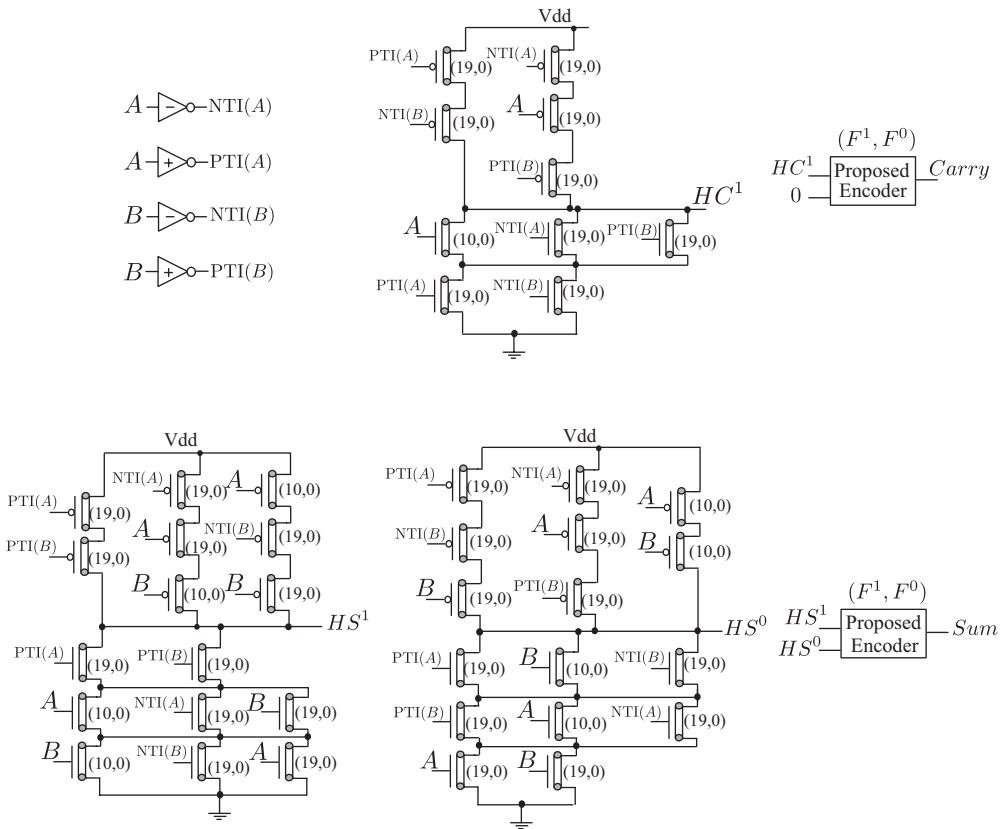 Vdd
PTI(A)
(19,0)
NTI(A)
(19,0)
NTI(B)
(19,0)
A
(19,0)
PTI(B)
(19,0)
HC¹
A
(10,0)
NTI(A)
(19,0)
PTI(B)
(19,0)
PTI(A)
(19,0)
NTI(B)
(19,0)
A
−
NTI(A)
A
+
PTI(A)
B
−
NTI(B)
B
+
PTI(B)
(F¹, F⁰)
HC¹
0
Proposed
Encoder
Carry
Vdd
PTI(A)
(19,0)
NTI(A)
(19,0)
A
(10,0)
PTI(B)
(19,0)
A
(19,0)
NTI(B)
(19,0)
B
(10,0)
B
(19,0)
HS¹
PTI(A)
(19,0)
PTI(B)
(19,0)
A
(10,0)
NTI(A)
(19,0)
B
(19,0)
B
(10,0)
NTI(B)
(19,0)
A
(19,0)
Vdd
PTI(A)
(19,0)
NTI(A)
(19,0)
A
(10,0)
NTI(B)
(19,0)
A
(19,0)
B
(10,0)
B
(19,0)
PTI(B)
(19,0)
HS⁰
PTI(A)
(19,0)
B
(10,0)
NTI(B)
(19,0)
PTI(B)
(19,0)
A
(10,0)
NTI(A)
(19,0)
A
(19,0)
B
(19,0)
(F¹, F⁰)
HS¹
HS⁰
Proposed
Encoder
Sum